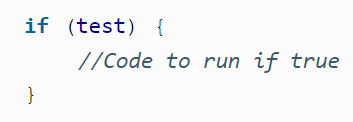 if (test) {
    //Code to run if true
}